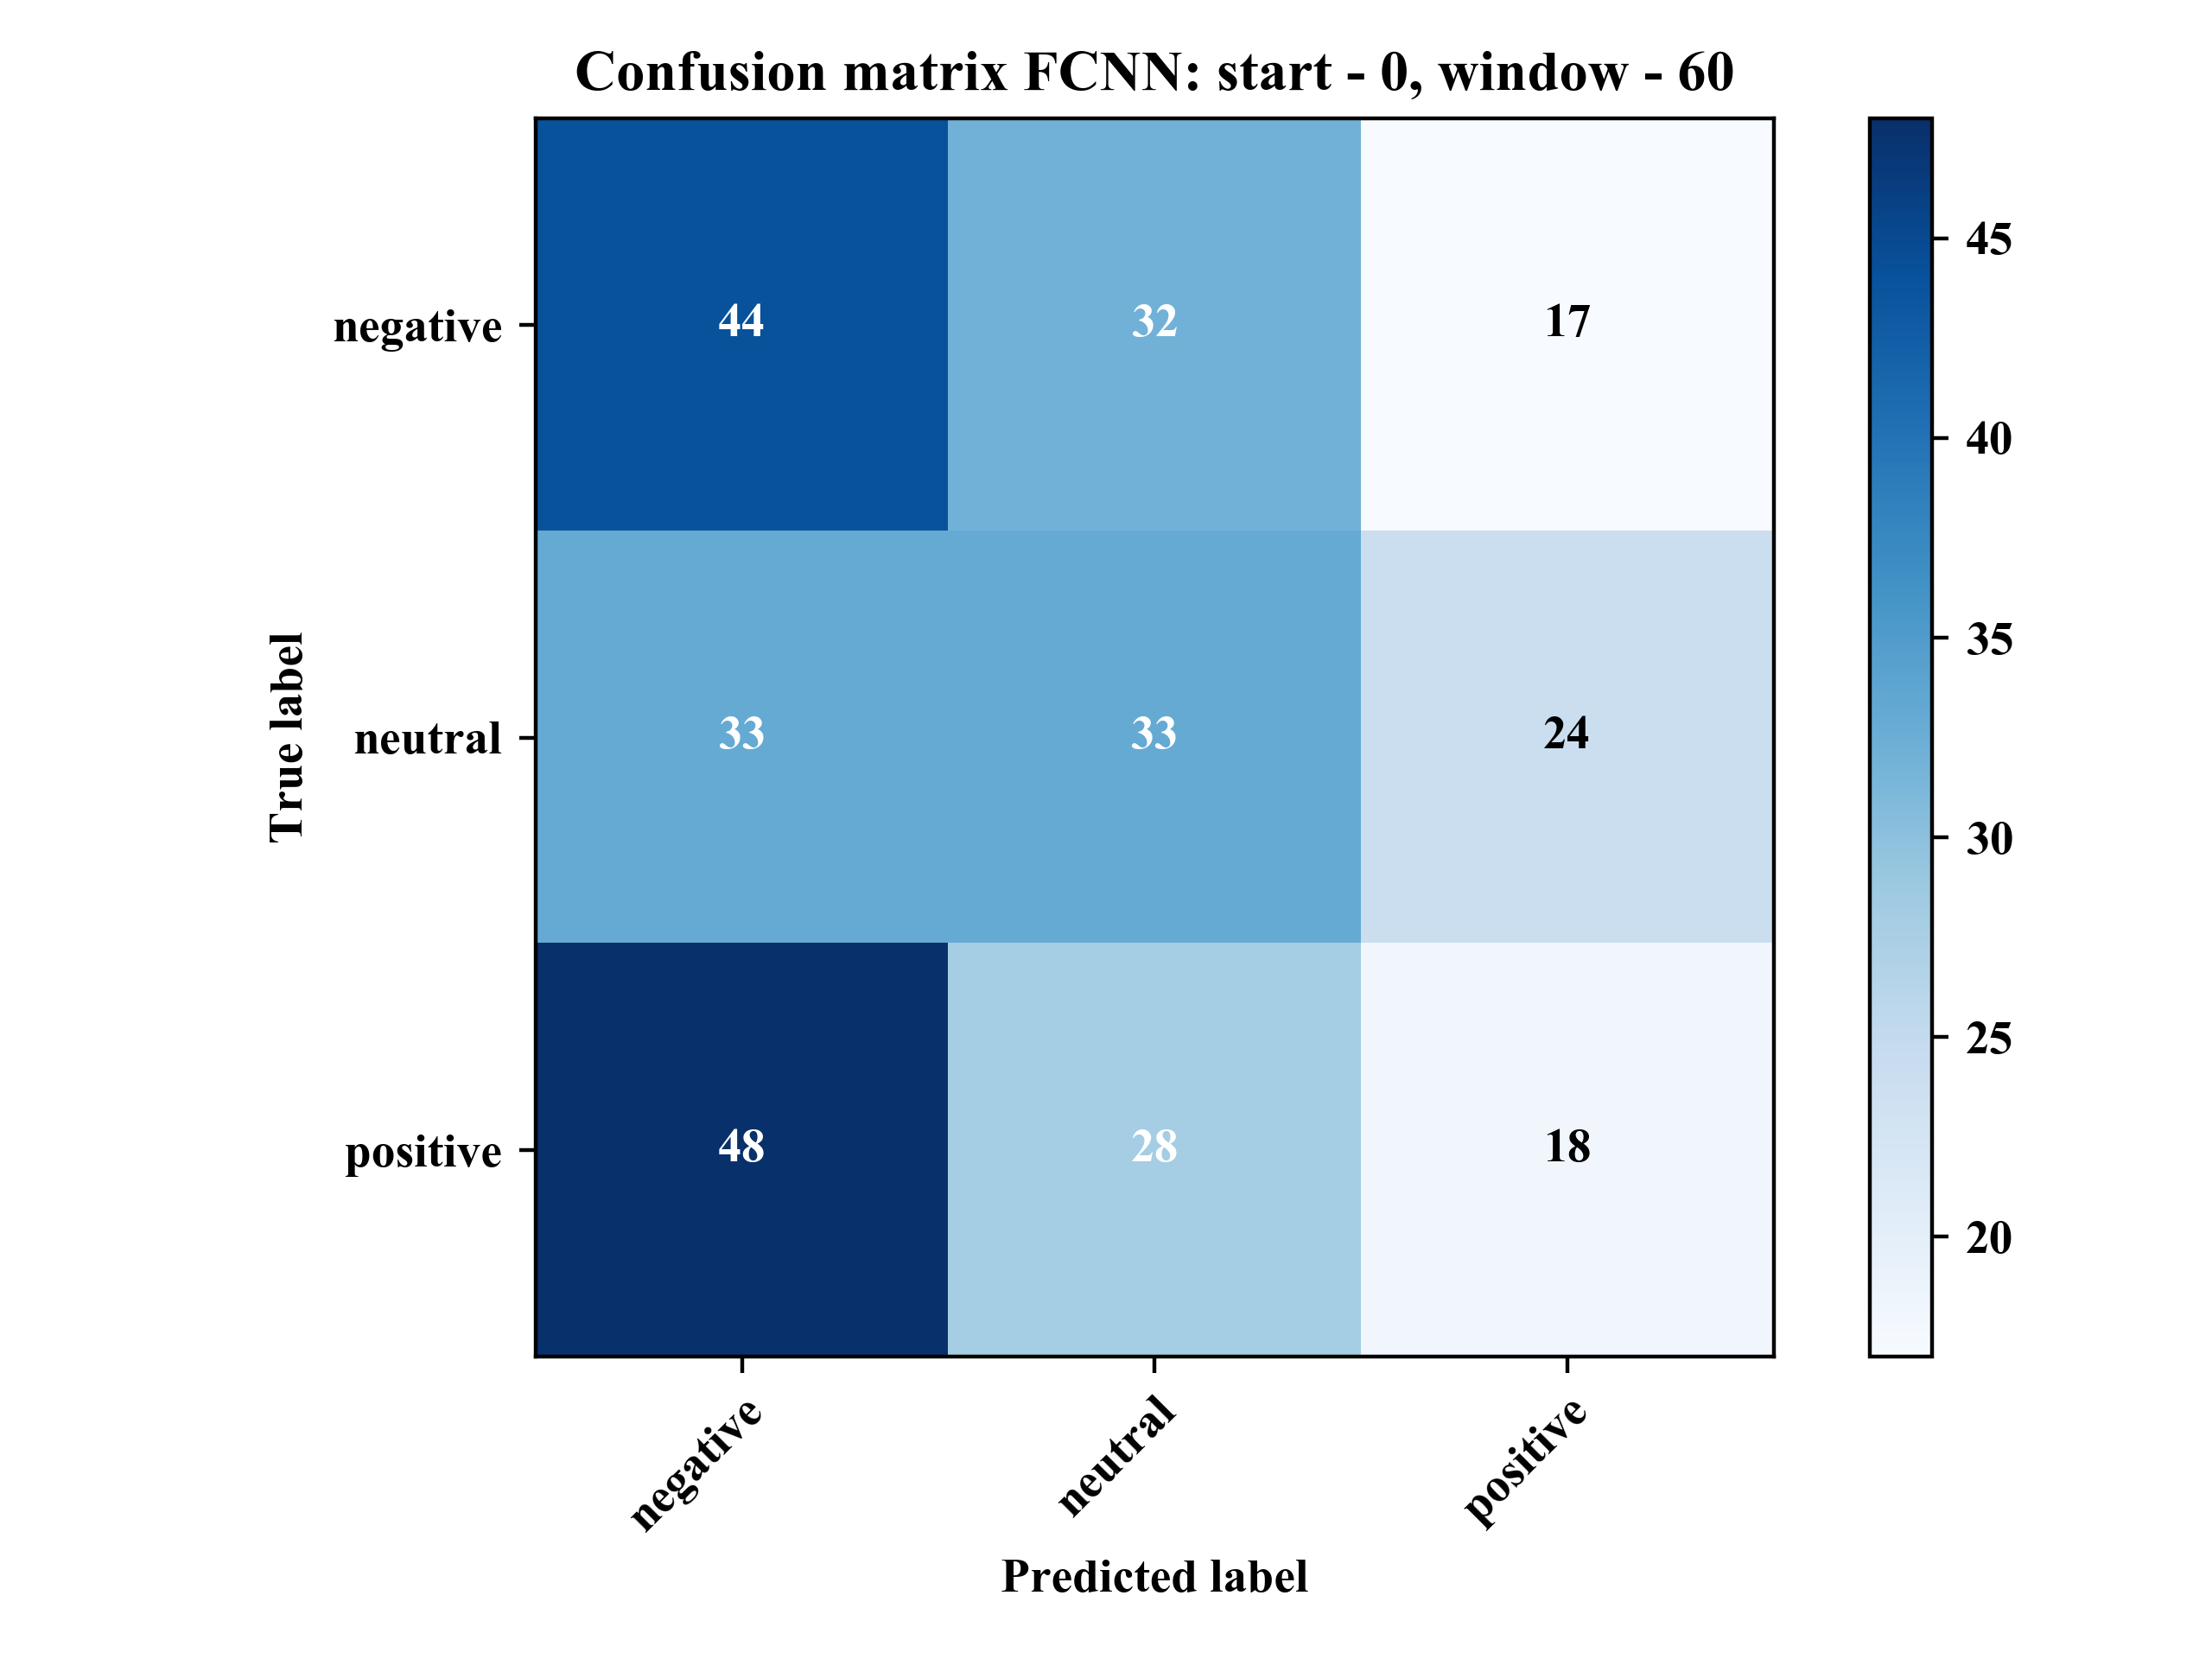 Confusion matrix FCNN: start - 0, window - 60
True label
negative
44 32 17
neutral
33 33 24
positive
48 28 18
negative
neutral
positive
Predicted label
45
40
35
30
25
20